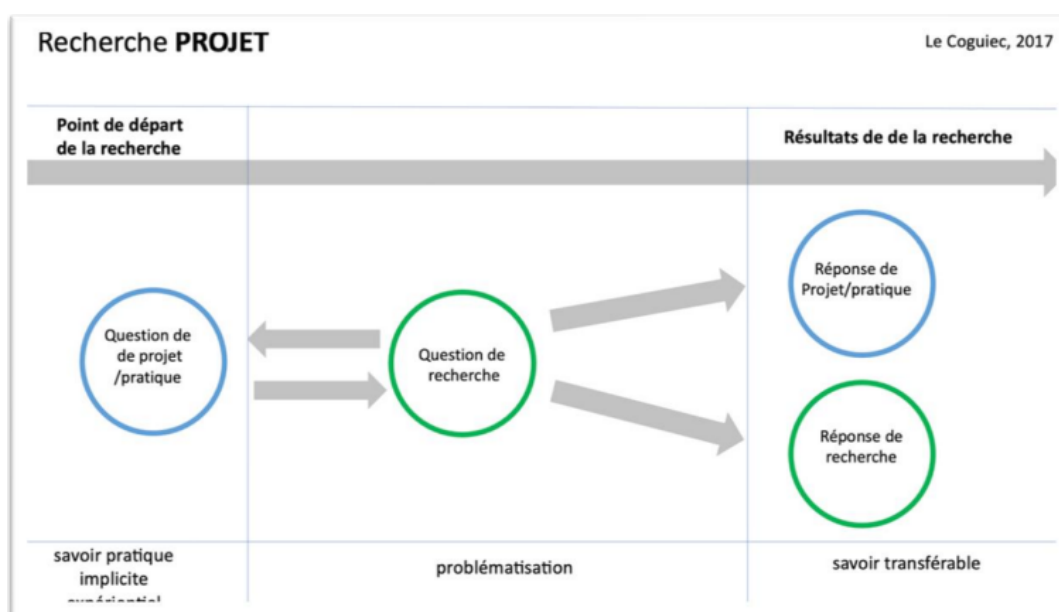 Recherche PROJET
Le Coguiec, 2017
Point de départ
de la recherche
Résultats de de la recherche
Question de
de projet
/pratique
Question de
recherche
Réponse de
Projet/pratique
Réponse de
recherche
savoir pratique
implicite
expérientiel
problématisation
savoir transférable